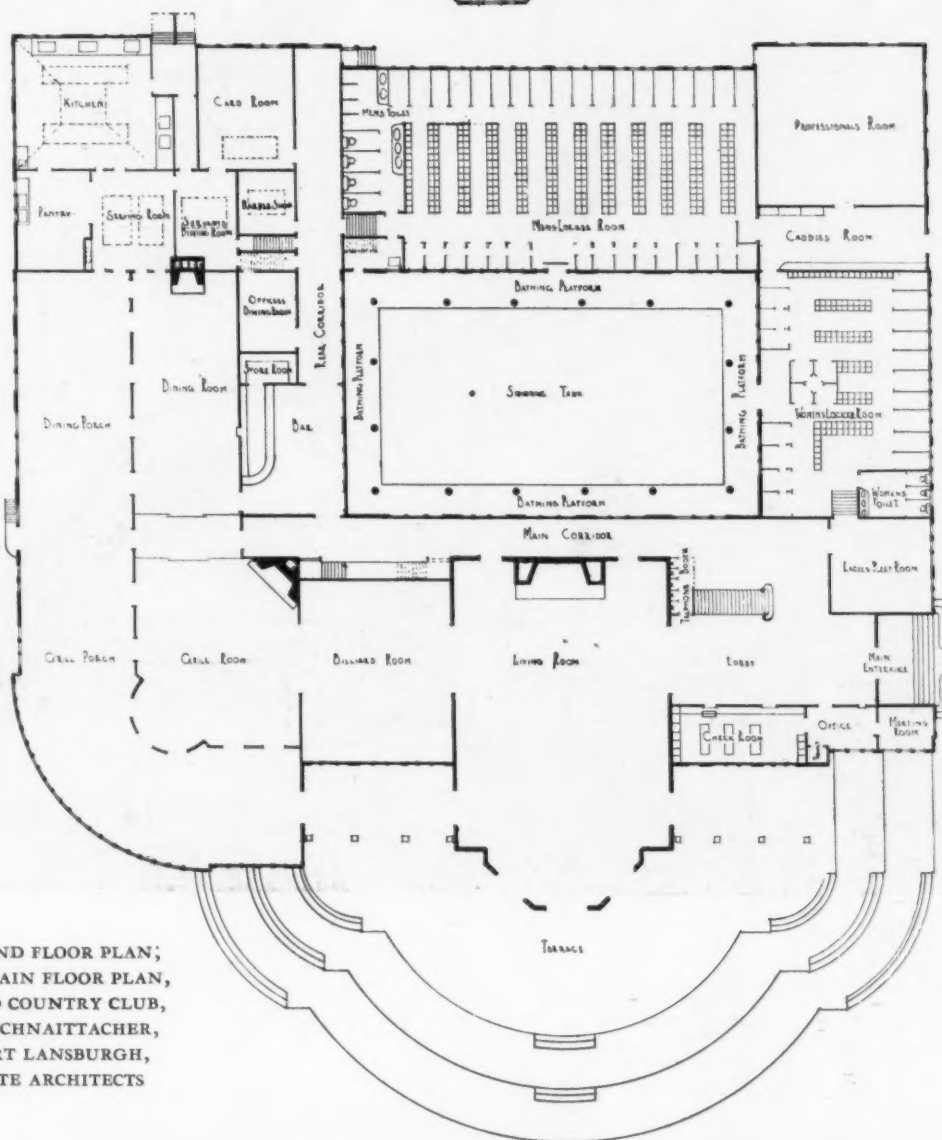 KITCHEN
CARD ROOM
MENS TOILET
PROFESSIONALS ROOM
PANTRY
SERVING ROOM
SERVANTS
DINING ROOM
BARBER SHOP
MENS LOCKER ROOM
CADDIES ROOM
OFFICERS
DINING ROOM
REAR CORRIDOR
BATHING PLATFORM
STORE ROOM
DINING PORCH
DINING ROOM
BAR
BATHING PLATFORM
SWIMMING TANK
BATHING PLATFORM
WOMENS LOCKER ROOM
WOMENS
TOILET
BATHING PLATFORM
MAIN CORRIDOR
TELEPHONE BOOTH
LADIES REST ROOM
GRILL PORCH
GRILL ROOM
BILLIARD ROOM
LIVING ROOM
LOBBY
MAIN
ENTRANCE
CHECK ROOM
OFFICE
MEETING
ROOM
TERRACE
ND FLOOR PLAN;
AIN FLOOR PLAN,
COUNTRY CLUB,
CHNAITTACHER,
RT LANSBURGH,
TE ARCHITECTS